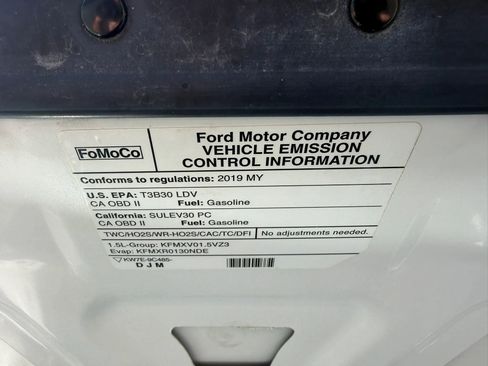 FoMoCo
Ford Motor Company
VEHICLE EMISSION
CONTROL INFORMATION
Conforms to regulations: 2019 MY
U.S. EPA: T3B30 LDV
CA OBD II Fuel: Gasoline
California: SULEV30 PC
CA OBD II Fuel: Gasoline
TWC/HO2S/WR-HO2S/CAC/TC/DFI No adjustments needed.
1.5L-Group: KFMXV01.5VZ3
Evap: KFMXR0130NDE
KW7E-9C485-
DJM